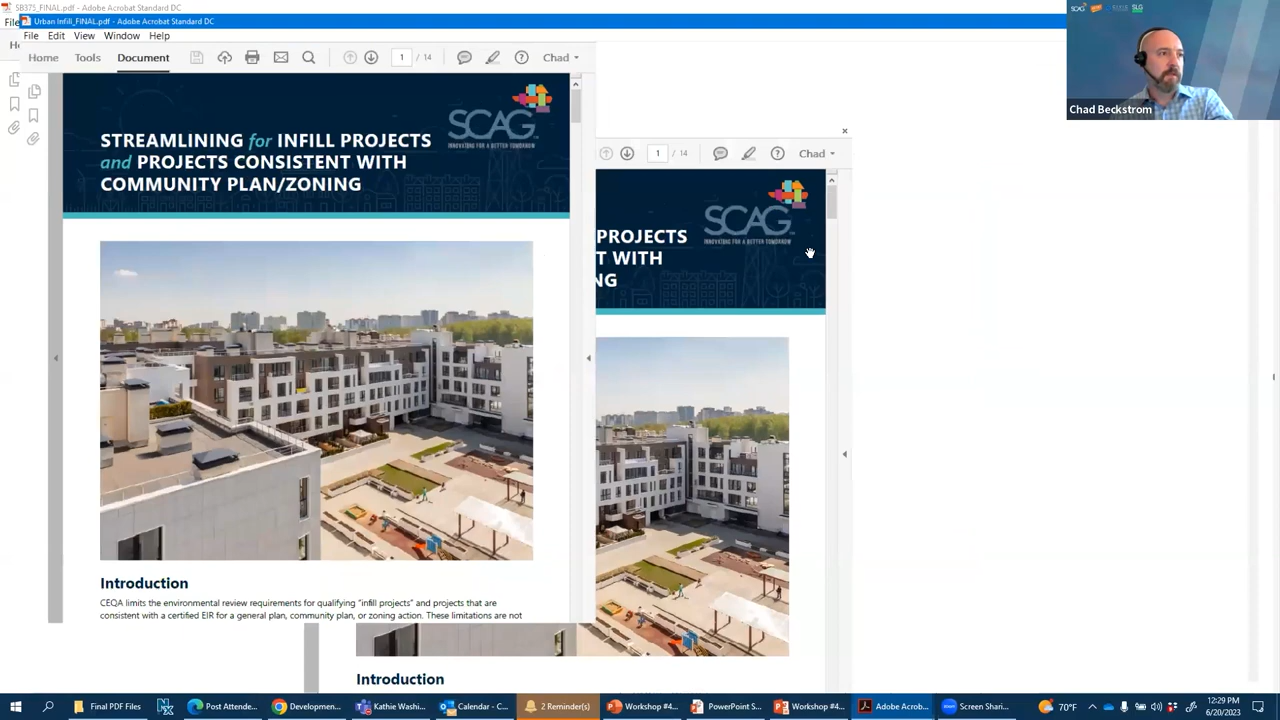 SB375_FINAL.pdf - Adobe Acrobat Standard DC
Urban Infill_FINAL.pdf - Adobe Acrobat Standard DC
File Edit View Window Help
Home Tools Document 1 / 14 Chad
STREAMLINING for INFILL PROJECTS
and PROJECTS CONSISTENT WITH
COMMUNITY PLAN/ZONING
SCAG
INNOVATING FOR A BETTER TOMORROW
Introduction
CEQA limits the environmental review requirements for qualifying "infill projects" and projects that are
consistent with a certified EIR for a general plan, community plan, or zoning action. These limitations are not
1 / 14 Chad
PROJECTS
T WITH
NG
SCAG
INNOVATING FOR A BETTER TOMORROW
Introduction
SCAG SLG
Chad Beckstrom
Final PDF Files
Post Attende...
Developmen...
Kathie Washi...
Calendar - C...
2 Reminder(s)
Workshop #4...
PowerPoint S...
Workshop #4...
Adobe Acrob...
Screen Shari...
70°F
12:29 PM
6/20/2023